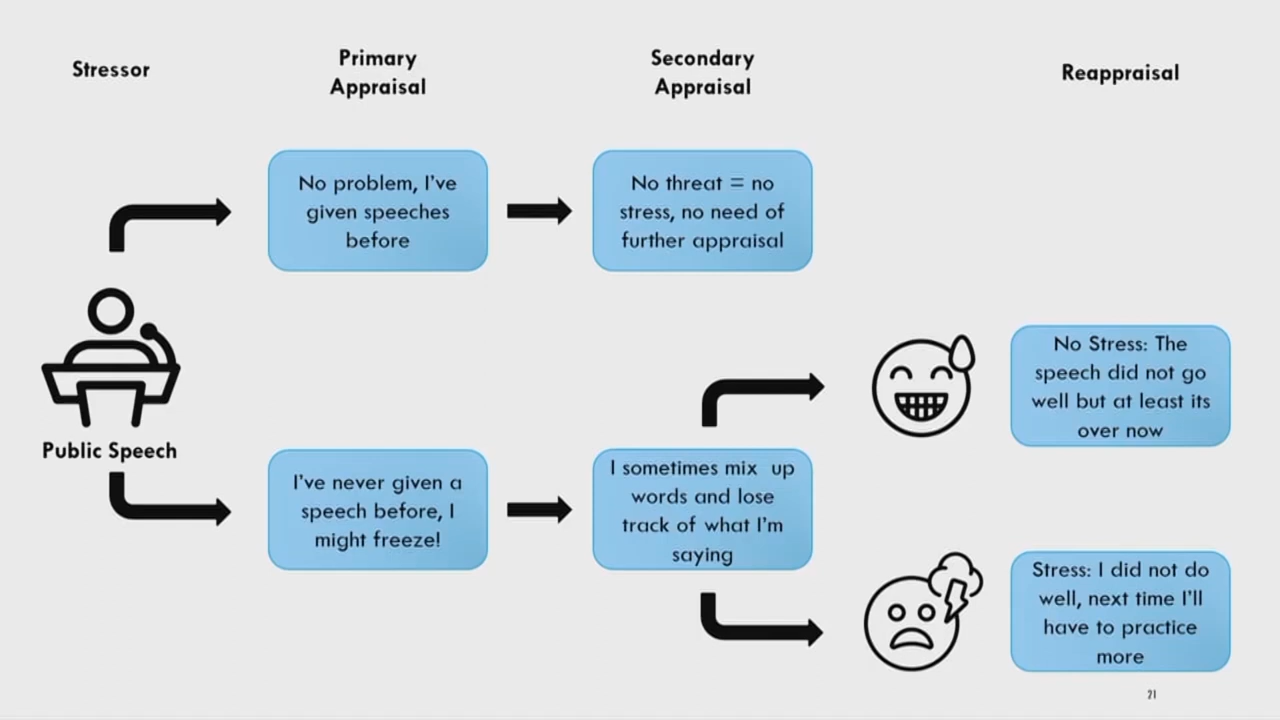 Stressor
Primary
Appraisal
Secondary
Appraisal
Reappraisal
No problem, I've
given speeches
before
No threat = no
stress, no need of
further appraisal
Public Speech
I've never given a
speech before, I
might freeze!
I sometimes mix  up
words and lose
track of what I'm
saying
No Stress: The
speech did not go
well but at least its
over now
Stress: I did not do
well, next time I'll
have to practice
more
21